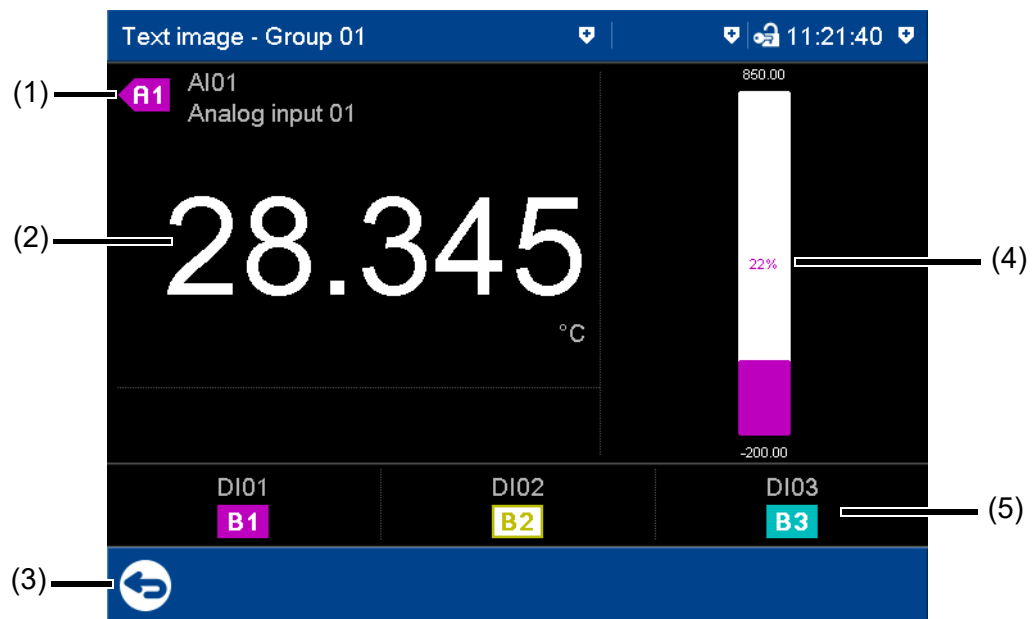 Text image - Group 01 11:21:40
(1)
A1
AI01
Analog input 01
850.00
(2)
28.345
°C
22%
(4)
-200.00
DI01 DI02 DI03
B1 B2 B3
(5)
(3)